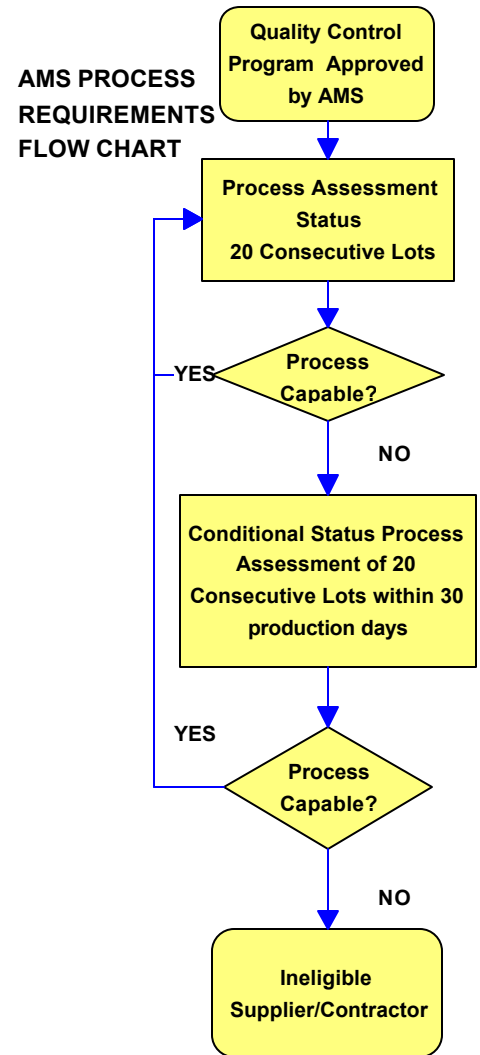 Quality Control
Program Approved
by AMS
AMS PROCESS
REQUIREMENTS
FLOW CHART
Process Assessment
Status
20 Consecutive Lots
Process
Capable?
YES
NO
Conditional Status Process
Assessment of 20
Consecutive Lots within 30
production days
YES
Process
Capable?
NO
Ineligible
Supplier/Contractor